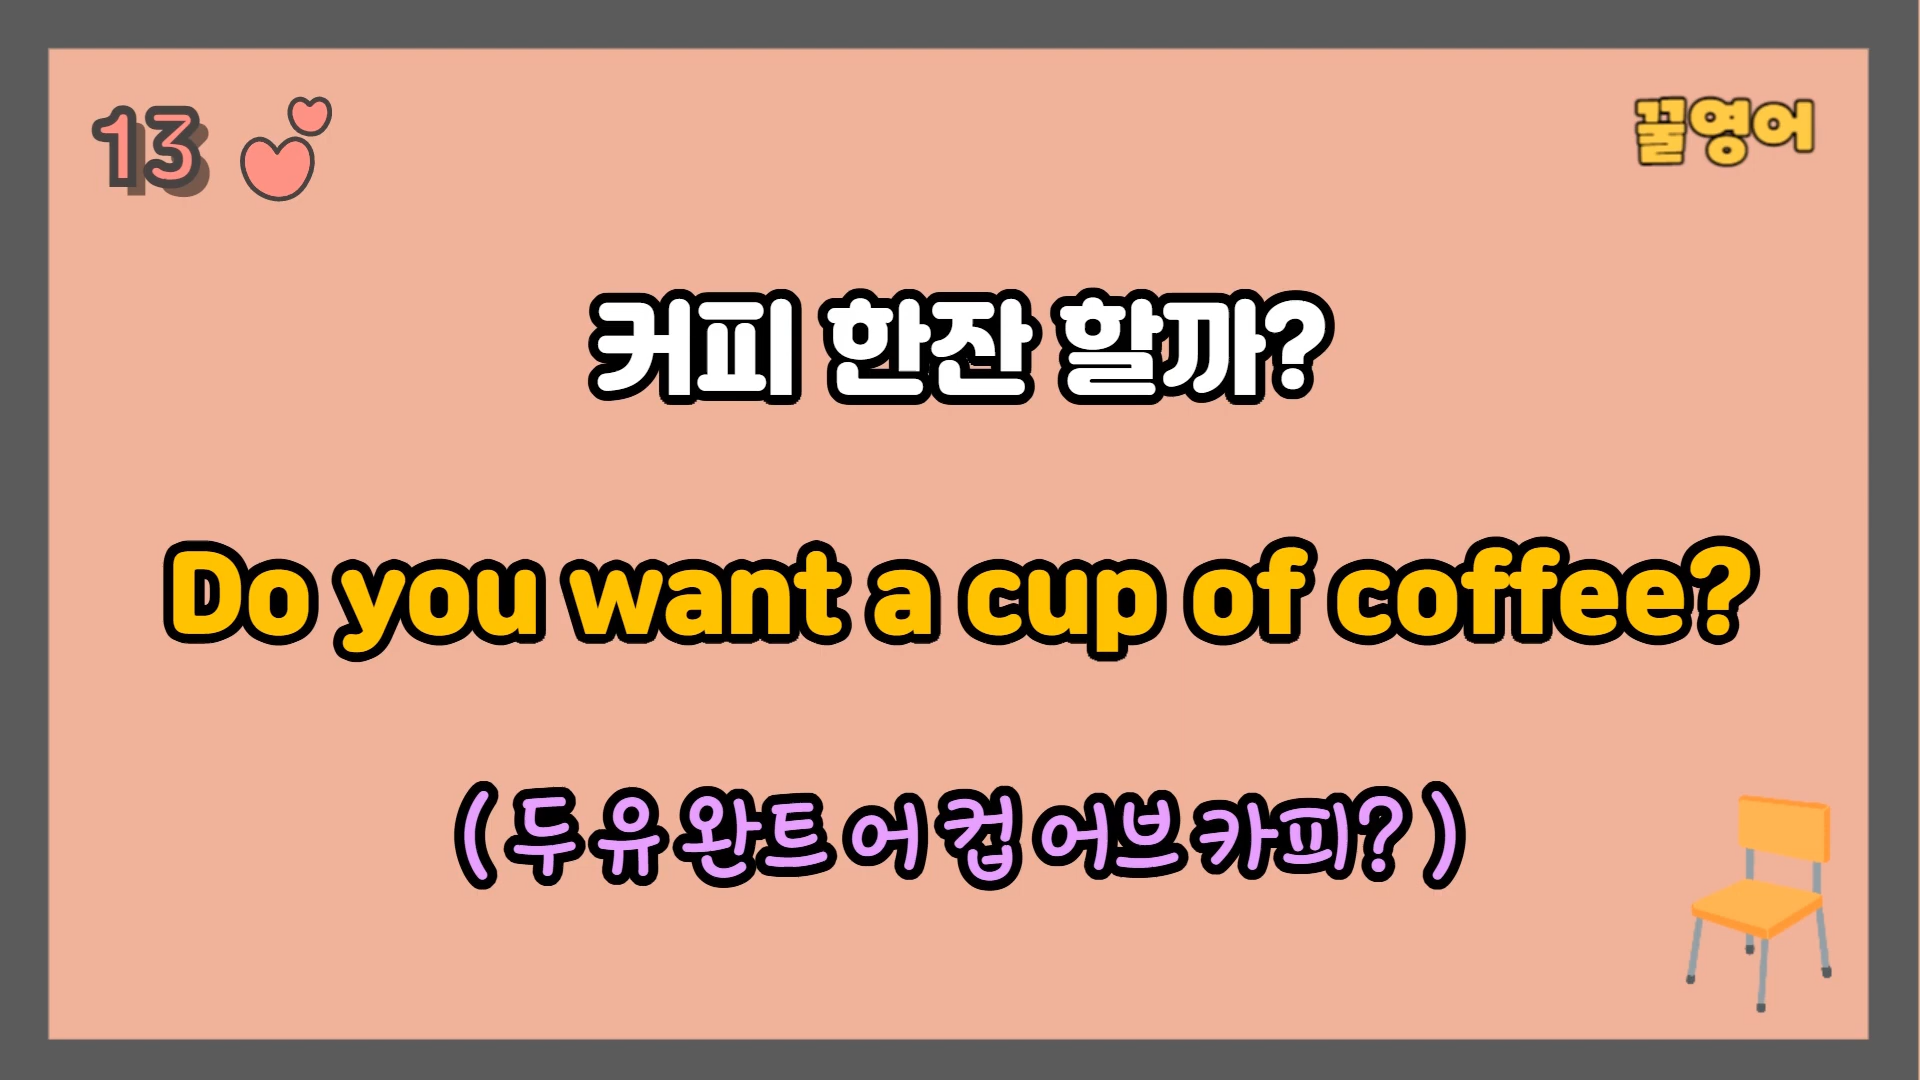 13
꿀영어
커피 한잔 할까?
Do you want a cup of coffee?
( 두 유 완트 어 컵 어브 카피? )